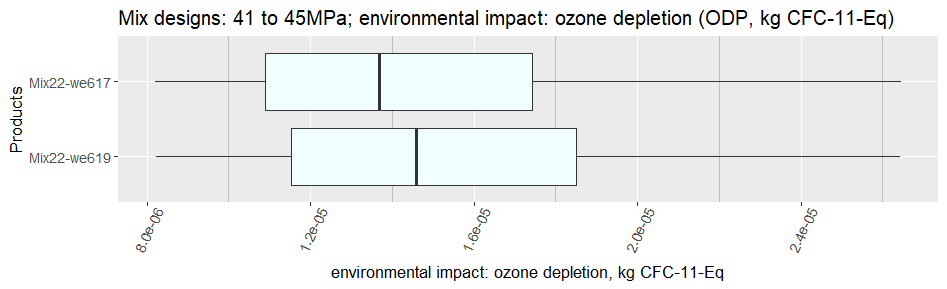 Mix designs: 41 to 45MPa; environmental impact: ozone depletion (ODP, kg CFC-11-Eq)
Products
Mix22-we617
Mix22-we619
8.0e-06
1.2e-05
1.6e-05
2.0e-05
2.4e-05
environmental impact: ozone depletion, kg CFC-11-Eq